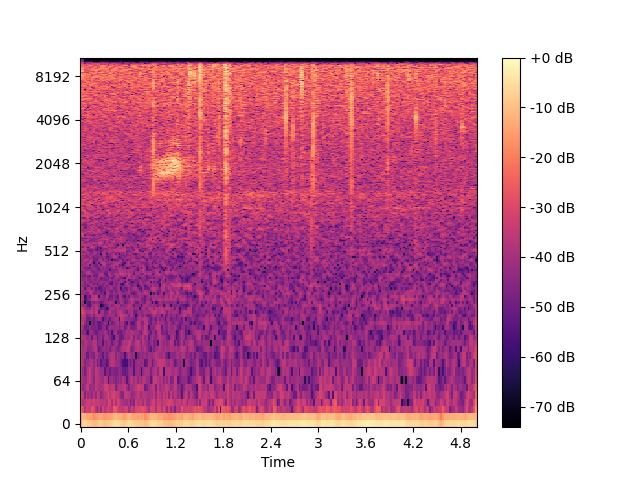 +0 dB
8192
-10 dB
4096
-20 dB
2048
-30 dB
1024
-40 dB
Hz
512
-50 dB
256
128
-60 dB
64
-70 dB
0
0 0.6 1.2 1.8 2.4 3 3.6 4.2 4.8
Time